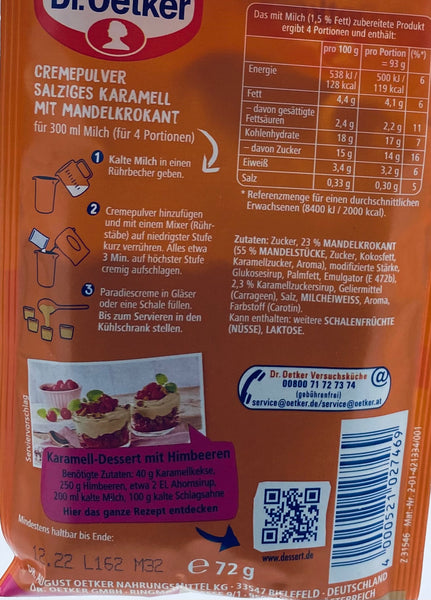 Dr.Oetker
CREMEPULVER
SALZIGES KARAMELL
MIT MANDELKROKANT
für 300 ml Milch (für 4 Portionen)
1 Kalte Milch in einen
Rührbecher geben.
2 Cremepulver hinzufügen
und mit einem Mixer (Rühr-
stäbe) auf niedrigster Stufe
kurz verrühren. Alles etwa
3 Min. auf höchster Stufe
cremig aufschlagen.
3 Paradiescreme in Gläser
oder eine Schale füllen.
Bis zum Servieren in den
Kühlschrank stellen.
Das mit Milch (1,5 % Fett) zubereitete Produkt
ergibt 4 Portionen und enthält:
pro 100 g pro Portion (%*)
= 93 g
Energie 538 kJ / 500 kJ / 6
128 kcal 119 kcal
Fett 4,4 g 4,1 g 6
– davon gesättigte
Fettsäuren 2,4 g 2,2 g 11
Kohlenhydrate 18 g 17 g 7
– davon Zucker 15 g 14 g 16
Eiweiß 3,4 g 3,2 g 6
Salz 0,33 g 0,30 g 5
* Referenzmenge für einen durchschnittlichen
Erwachsenen (8400 kJ / 2000 kcal).
Zutaten: Zucker, 23 % MANDELKROKANT
(55 % MANDELSTÜCKE, Zucker, Kokosfett,
Karamellzucker, Aroma), modifizierte Stärke,
Glukosesirup, Palmfett, Emulgator (E 472b),
2,3 % Karamellzuckersirup, Geliermittel
(Carrageen), Salz, MILCHEIWEISS, Aroma,
Farbstoff (Carotin).
Kann enthalten: weitere SCHALENFRÜCHTE
(NÜSSE), LAKTOSE.
Dr. Oetker Versuchsküche
00800 71 72 73 74
(gebührenfrei)
service@oetker.de/service@oetker.at
@
Serviervorschlag
Karamell-Dessert mit Himbeeren
Benötigte Zutaten: 40 g Karamellkekse,
250 g Himbeeren, etwa 2 EL Ahornsirup,
200 ml kalte Milch, 100 g kalte Schlagsahne
Hier das ganze Rezept entdecken
www.dessert.de
4 000521 027469
Z 31546 Mat.-Nr. 2-01-421334/001
Mindestens haltbar bis Ende:
12.22 L162 M32
℮ 72 g
DR. AUGUST OETKER NAHRUNGSMITTEL KG · 33547 BIELEFELD · DEUTSCHLAND
DR. OETKER GMBH
ÖSTERREICH